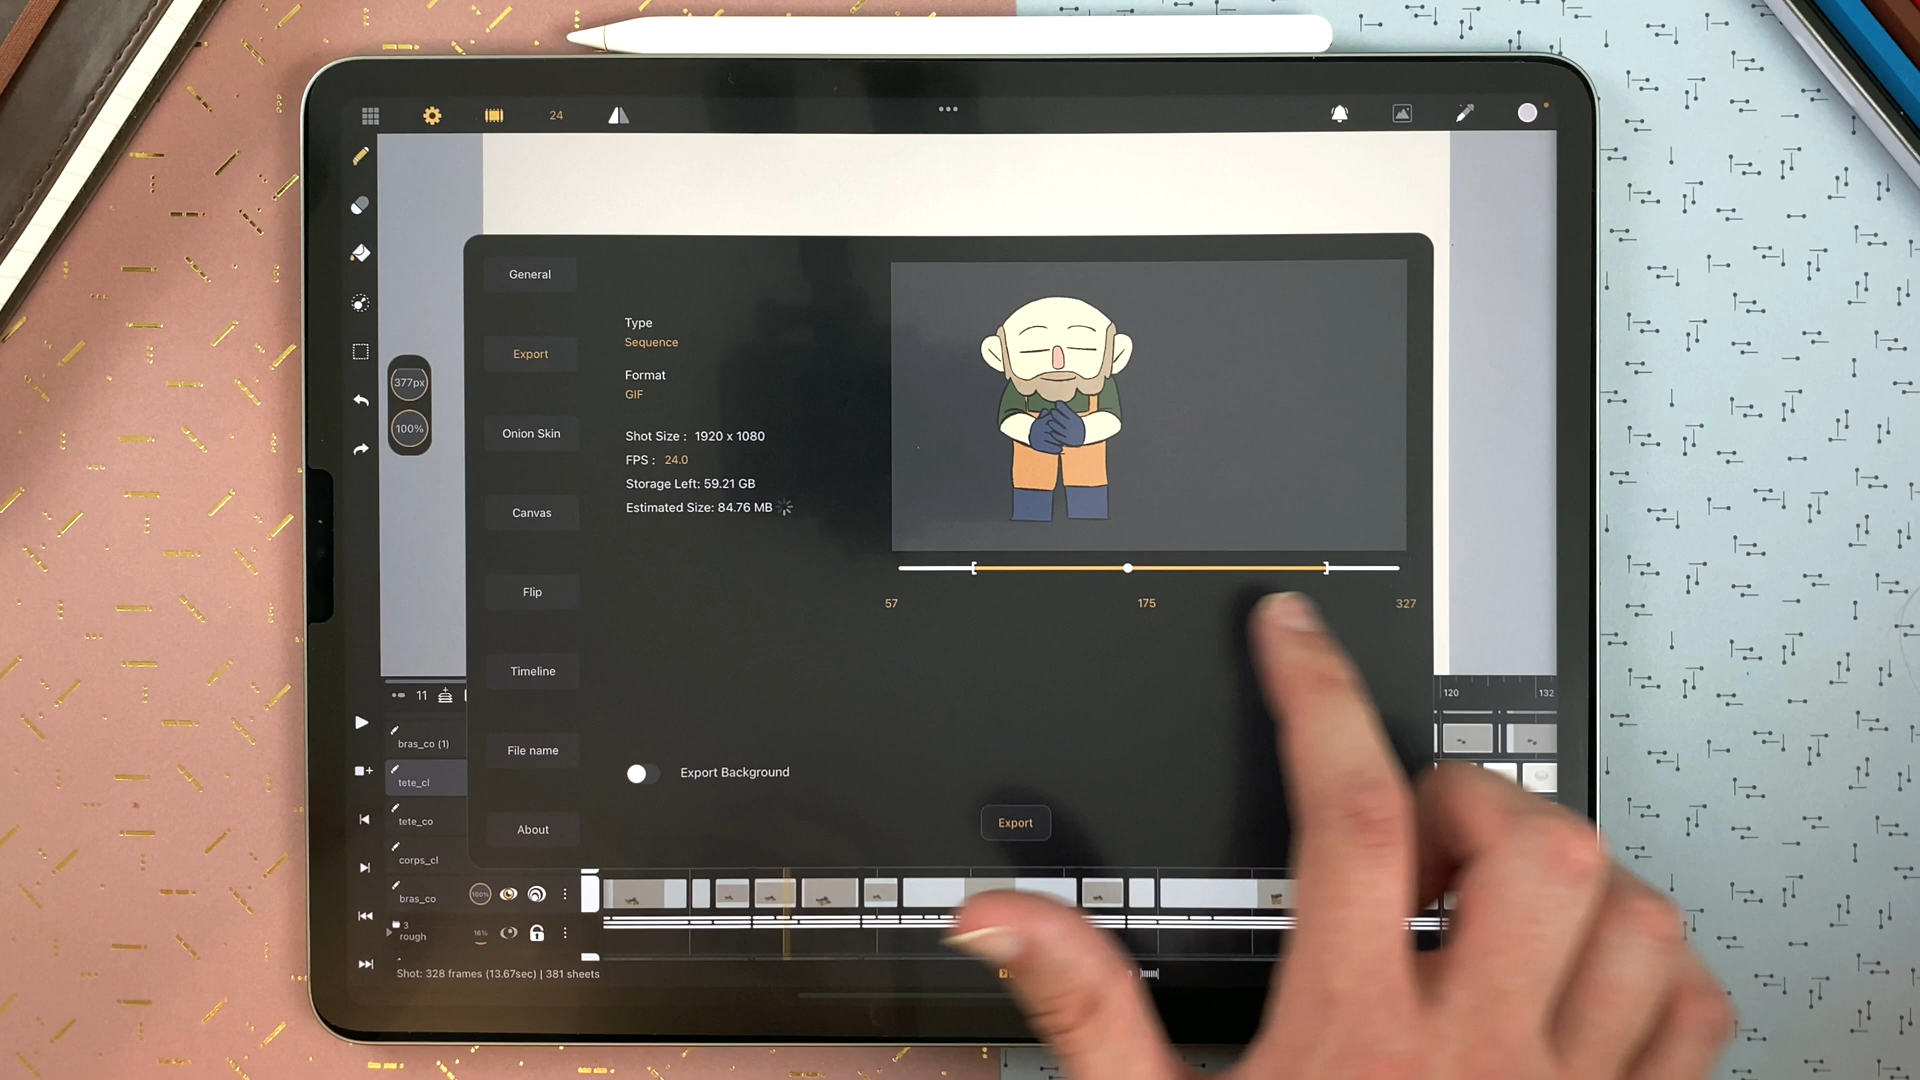 24
377px
100%
General
Export
Onion Skin
Canvas
Flip
Timeline
File name
About
Type
Sequence
Format
GIF
Shot Size : 1920 x 1080
FPS : 24.0
Storage Left: 59.21 GB
Estimated Size: 84.76 MB
57 175 327
Export Background
Export
11
120 132
bras_co (1)
tete_cl
tete_co
corps_cl
bras_co
100%
3
rough
16%
Shot: 328 frames (13.67sec) | 381 sheets